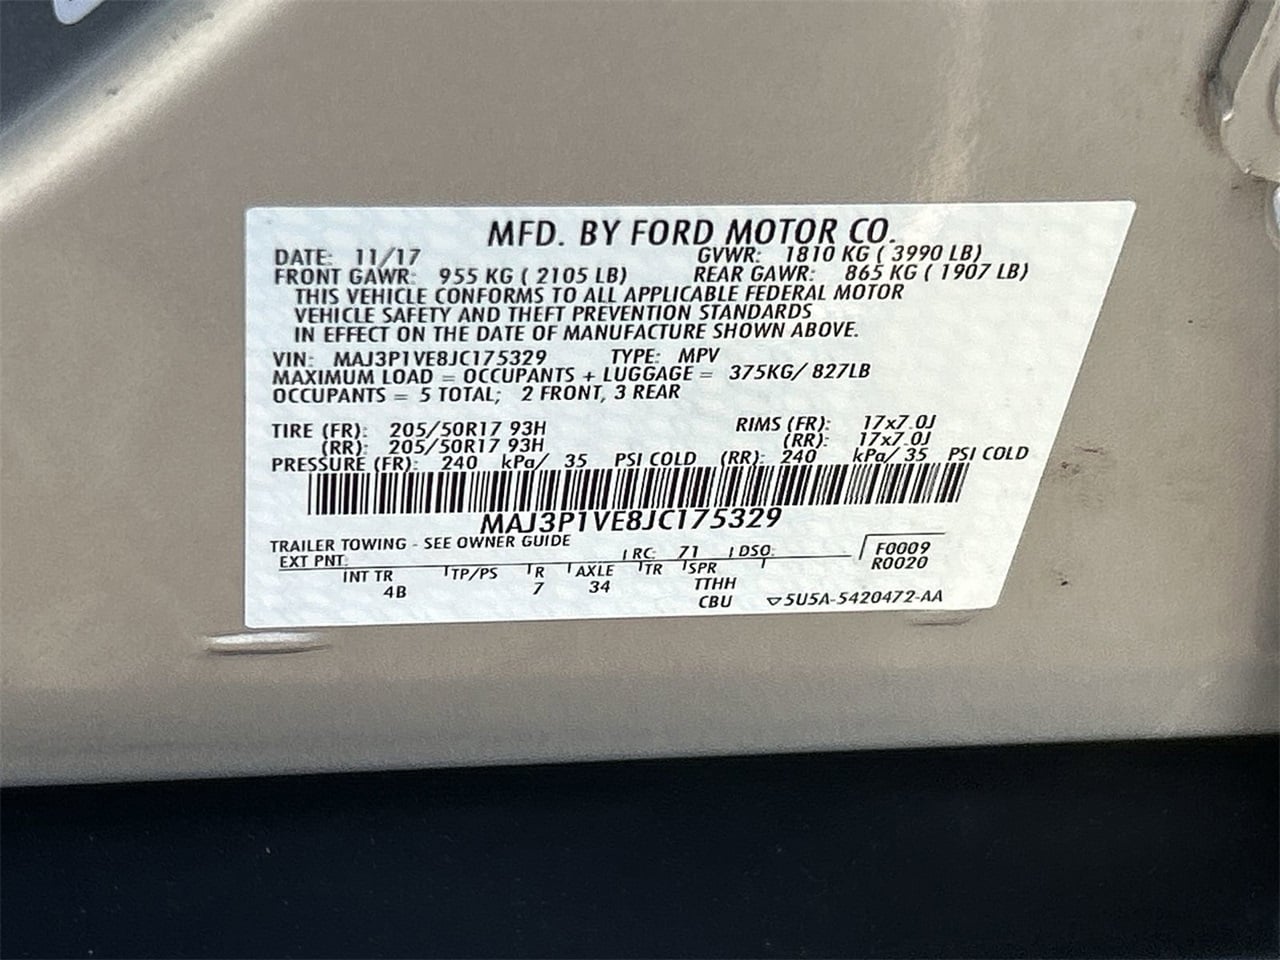 MFD. BY FORD MOTOR CO.
DATE: 11/17 GVWR: 1810 KG ( 3990 LB)
FRONT GAWR: 955 KG ( 2105 LB) REAR GAWR: 865 KG ( 1907 LB)
THIS VEHICLE CONFORMS TO ALL APPLICABLE FEDERAL MOTOR
VEHICLE SAFETY AND THEFT PREVENTION STANDARDS
IN EFFECT ON THE DATE OF MANUFACTURE SHOWN ABOVE.
VIN: MAJ3P1VE8JC175329 TYPE: MPV
MAXIMUM LOAD = OCCUPANTS + LUGGAGE = 375KG/ 827LB
OCCUPANTS = 5 TOTAL; 2 FRONT, 3 REAR
TIRE (FR): 205/50R17 93H RIMS (FR): 17x7.0J
(RR): 205/50R17 93H (RR): 17x7.0J
PRESSURE (FR): 240 kPa/ 35 PSI COLD (RR): 240 kPa/ 35 PSI COLD
MAJ3P1VE8JC175329
TRAILER TOWING - SEE OWNER GUIDE
EXT PNT: RC: 71 DSO: F0009
R0020
INT TR TP/PS R AXLE TR SPR
4B 7 34 TTHH
CBU ▽5U5A-5420472-AA